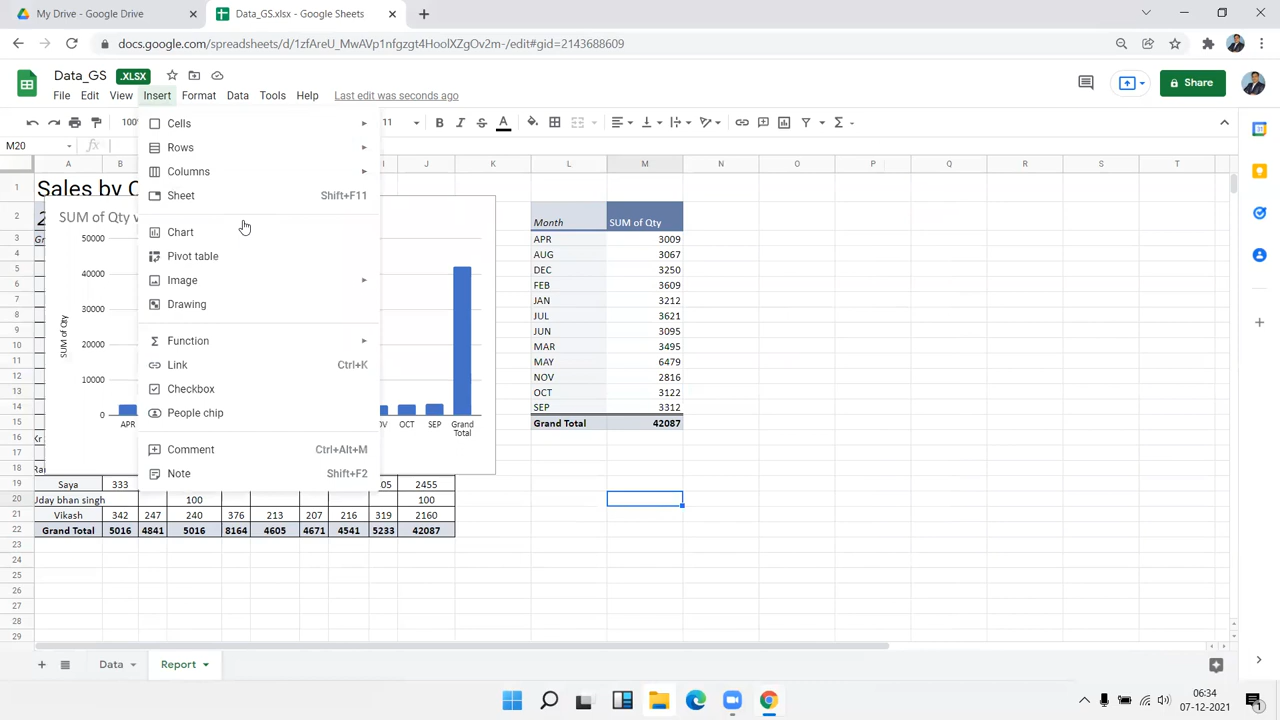 My Drive - Google Drive
Data_GS.xlsx - Google Sheets
docs.google.com/spreadsheets/d/1zfAreU_MwAVp1nfgzgt4HoolXZgOv2m-/edit#gid=2143688609
Data_GS .XLSX
File Edit View Insert Format Data Tools Help Last edit was seconds ago
Share
100 11
M20
A B J K L M N O P Q R S T
1 Sales by C
2
Month SUM of Qty
3 APR 3009
4 AUG 3067
5 DEC 3250
6 FEB 3609
7 JAN 3212
8 JUL 3621
9 JUN 3095
10 MAR 3495
11 MAY 6479
12 NOV 2816
13 OCT 3122
14 SEP 3312
15 Grand Total 42087
16
17
18
19 Saya 333 05 2455
20 Uday bhan singh 100 100
21 Vikash 342 247 240 376 213 207 216 319 2160
22 Grand Total 5016 4841 5016 8164 4605 4671 4541 5233 42087
23
24
25
26
27
28
29
SUM of Qty v
SUM of Qty
50000
40000
30000
20000
10000
0
APR OV OCT SEP Grand
Total
Cells
Rows
Columns
Sheet Shift+F11
Chart
Pivot table
Image
Drawing
Function
Link Ctrl+K
Checkbox
People chip
Comment Ctrl+Alt+M
Note Shift+F2
Data Report
06:34
07-12-2021